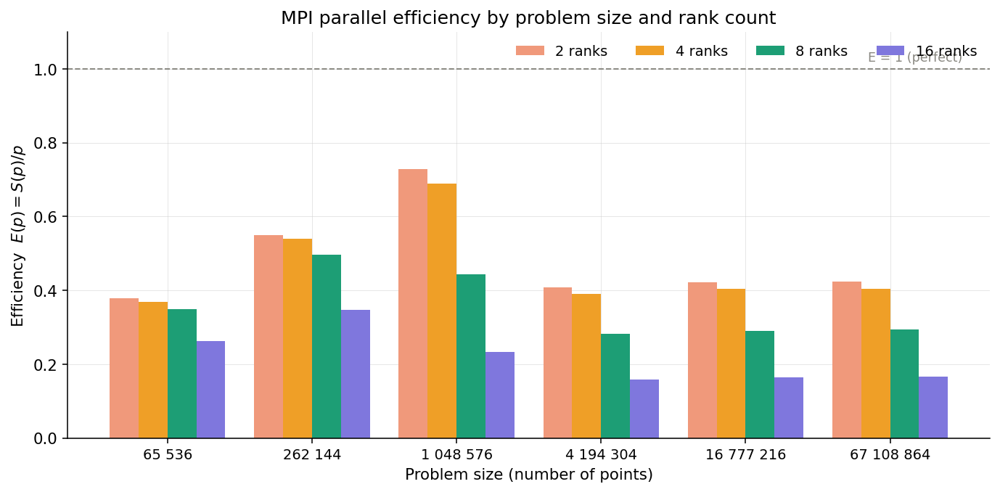 MPI parallel efficiency by problem size and rank count
2 ranks
4 ranks
8 ranks
16 ranks
E = 1 (perfect)
1.0
0.8
0.6
0.4
0.2
0.0
Efficiency E(p) = S(p)/p
65 536
262 144
1 048 576
4 194 304
16 777 216
67 108 864
Problem size (number of points)